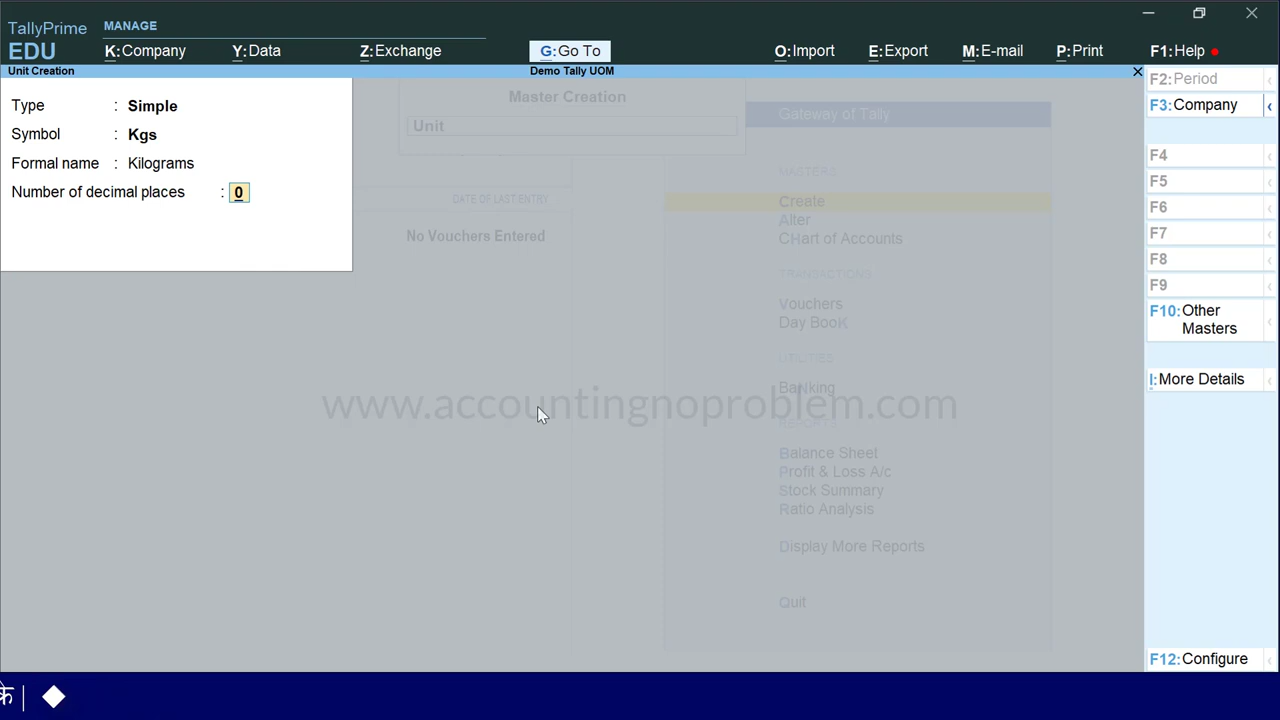 TallyPrime
EDU
MANAGE
K:Company
Y:Data
Z:Exchange
G:Go To
O:Import
E:Export
M:E-mail
P:Print
F1:Help
Unit Creation
Demo Tally UOM
Type : Simple
Symbol : Kgs
Formal name : Kilograms
Number of decimal places : 0
Master Creation
Unit
DATE OF LAST ENTRY
No Vouchers Entered
Gateway of Tally
MASTERS
Create
Alter
CHart of Accounts
TRANSACTIONS
Vouchers
Day BooK
UTILITIES
BaNking
REPORTS
Balance Sheet
Profit & Loss A/c
Stock Summary
Ratio Analysis
Display More Reports
Quit
www.accountingnoproblem.com
F2:Period
F3:Company
F4
F5
F6
F7
F8
F9
F10:Other
Masters
I:More Details
F12:Configure